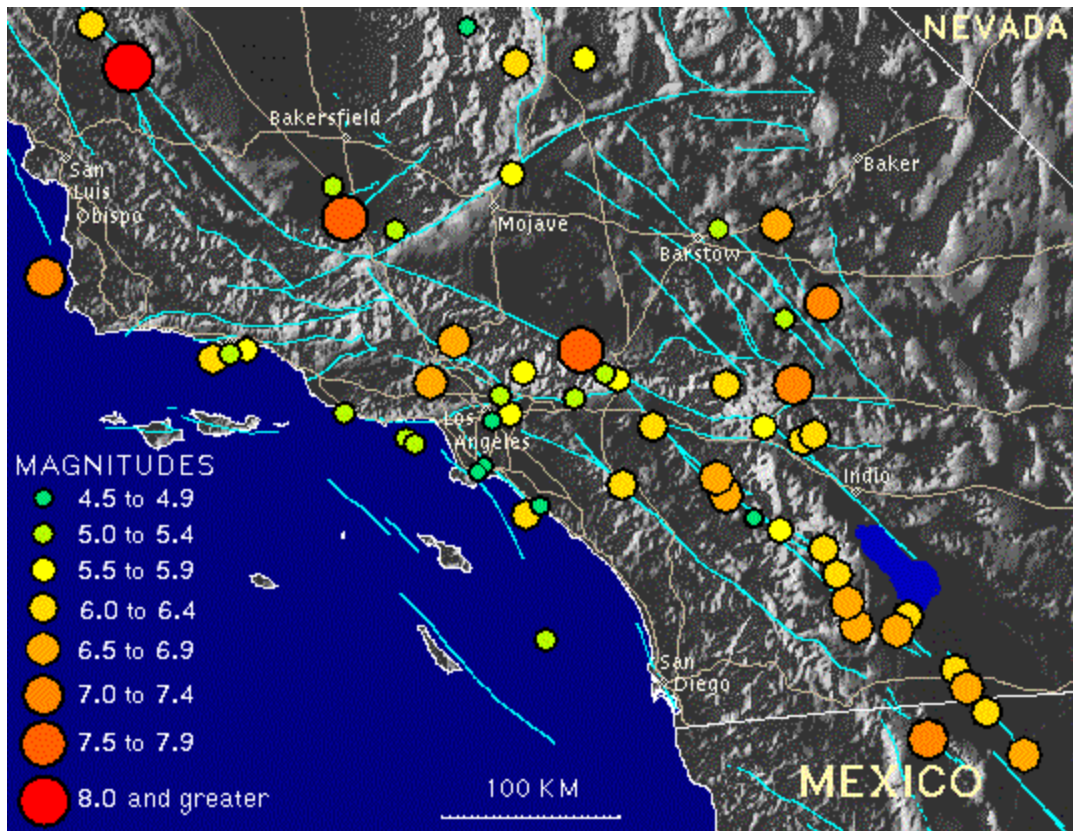 NEVADA
Bakersfield
San
Luis
Obispo
Baker
Mojave
Barstow
Los
Angeles
Indio
MAGNITUDES
4.5 to 4.9
5.0 to 5.4
5.5 to 5.9
6.0 to 6.4
6.5 to 6.9
7.0 to 7.4
7.5 to 7.9
8.0 and greater
San
Diego
100 KM
MEXICO